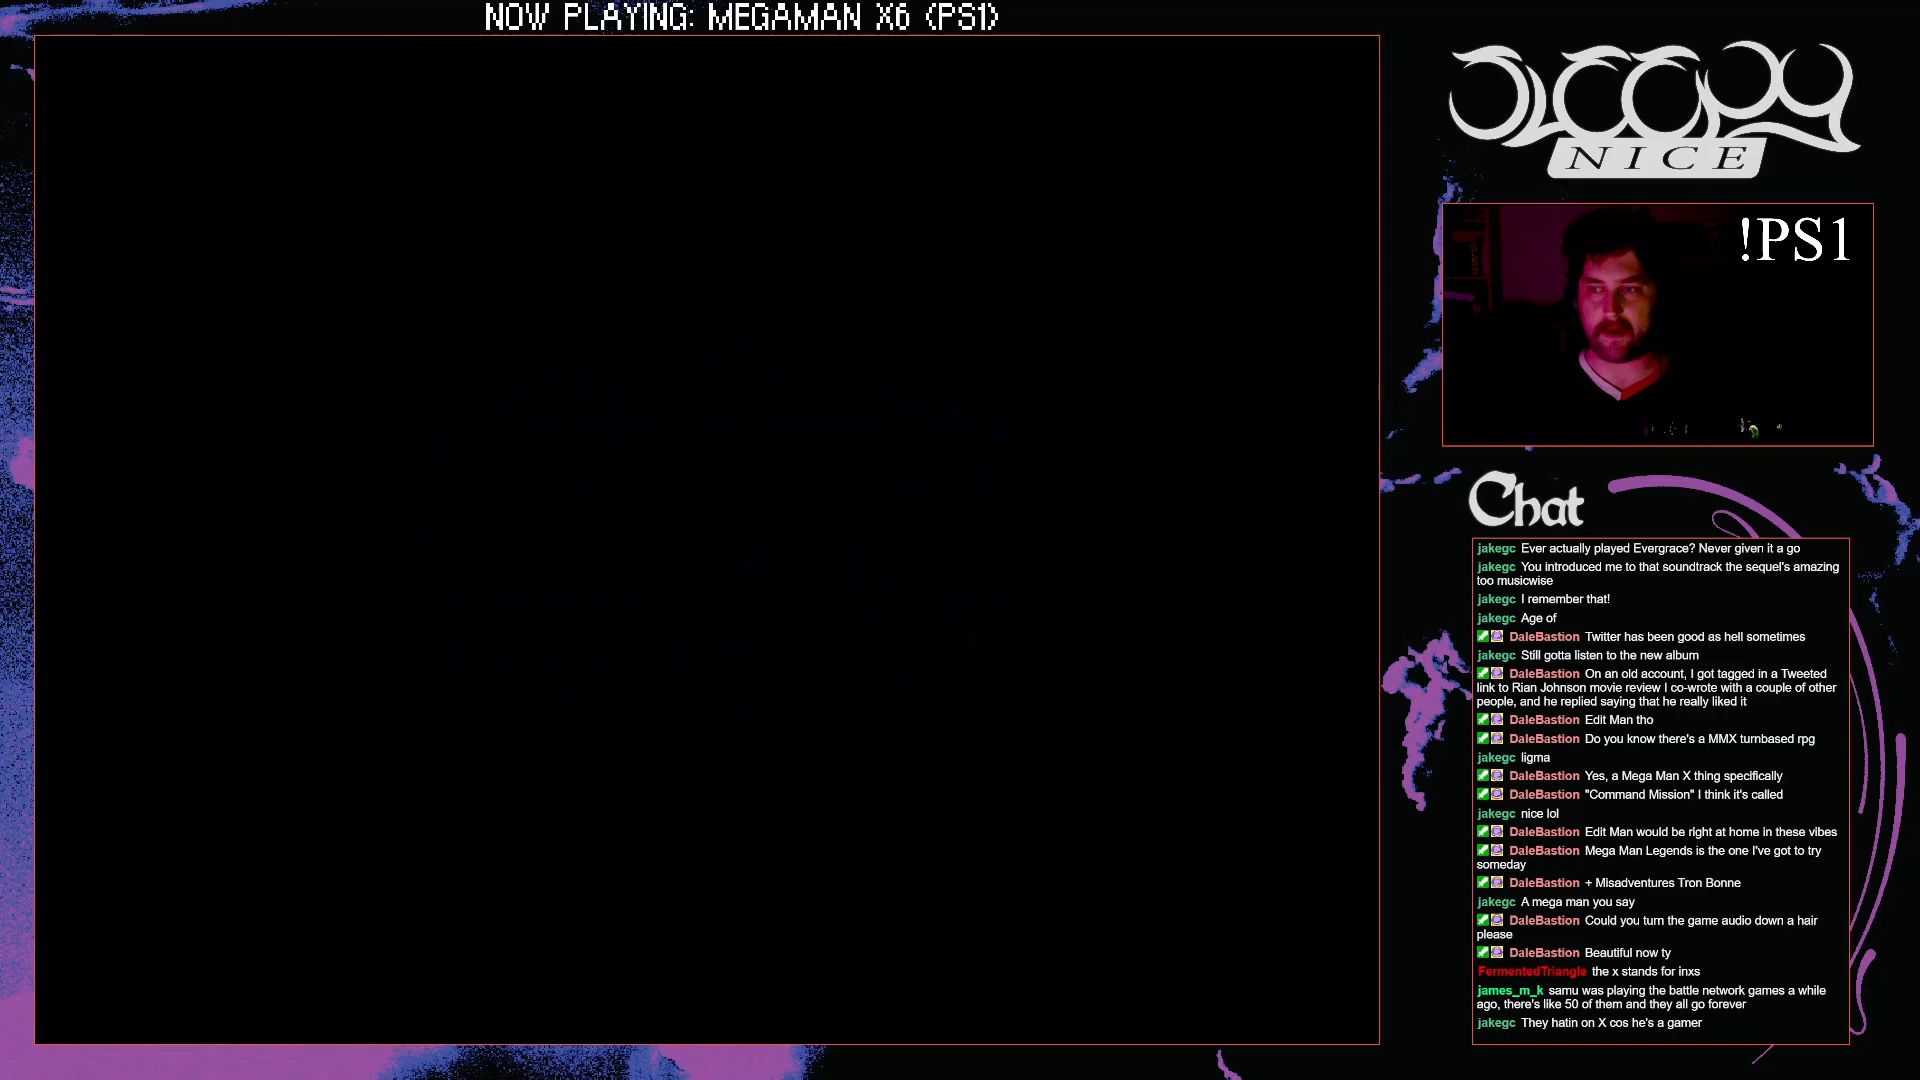 NOW PLAYING: MEGAMAN X6 (PS1)
SLEEPY
NICE
!PS1
Chat
jakegc Ever actually played Evergrace? Never given it a go
jakegc You introduced me to that soundtrack the sequel's amazing
too musicwise
jakegc I remember that!
jakegc Age of
DaleBastion Twitter has been good as hell sometimes
jakegc Still gotta listen to the new album
DaleBastion On an old account, I got tagged in a Tweeted
link to Rian Johnson movie review I co-wrote with a couple of other
people, and he replied saying that he really liked it
DaleBastion Edit Man tho
DaleBastion Do you know there's a MMX turnbased rpg
jakegc ligma
DaleBastion Yes, a Mega Man X thing specifically
DaleBastion "Command Mission" I think it's called
jakegc nice lol
DaleBastion Edit Man would be right at home in these vibes
DaleBastion Mega Man Legends is the one I've got to try
someday
DaleBastion + Misadventures Tron Bonne
jakegc A mega man you say
DaleBastion Could you turn the game audio down a hair
please
DaleBastion Beautiful now ty
FermentedTriangle the x stands for inxs
james_m_k samu was playing the battle network games a while
ago, there's like 50 of them and they all go forever
jakegc They hatin on X cos he's a gamer